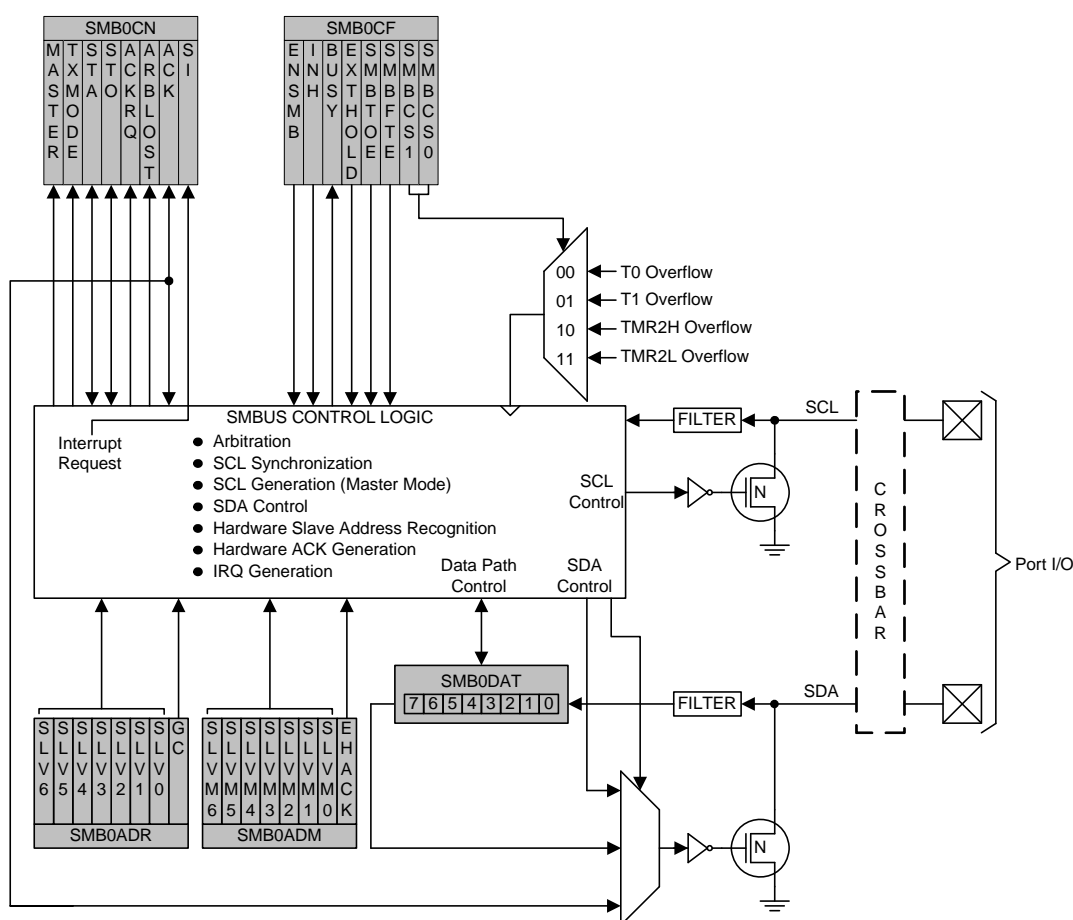 SMB0CN
MASTER
TXMODE
STA
STO
ACKRQ
ARBLOST
ACK
SI
SMB0CF
ENSMB
INH
BUSY
EXTHOLD
SMBTOE
SMBFTE
SMBCS1
SMBCS0
00
01
10
11
T0 Overflow
T1 Overflow
TMR2H Overflow
TMR2L Overflow
SMBUS CONTROL LOGIC
Interrupt
Request
● Arbitration
● SCL Synchronization
● SCL Generation (Master Mode)
● SDA Control
● Hardware Slave Address Recognition
● Hardware ACK Generation
● IRQ Generation
Data Path
Control
SDA
Control
SCL
Control
FILTER
SCL
N
CROSSBAR
Port I/O
SMB0DAT
7 6 5 4 3 2 1 0
FILTER
SDA
N
SLV6
SLV5
SLV4
SLV3
SLV2
SLV1
SLV0
GC
SMB0ADR
SLVM6
SLVM5
SLVM4
SLVM3
SLVM2
SLVM1
SLVM0
EHACK
SMB0ADM